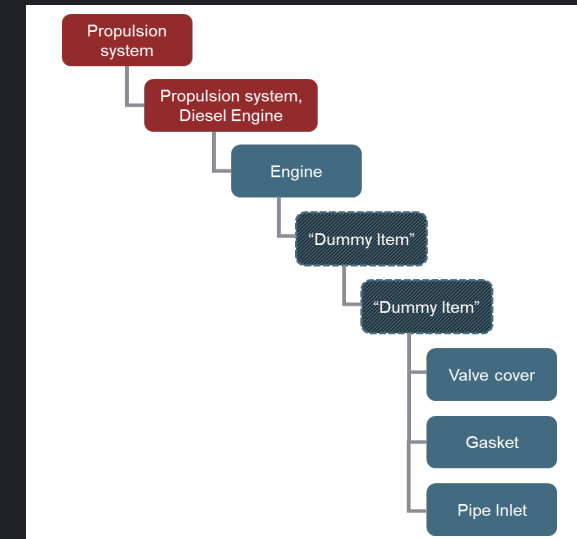 Propulsion
system
Propulsion system,
Diesel Engine
Engine
“Dummy Item”
“Dummy Item”
Valve cover
Gasket
Pipe Inlet